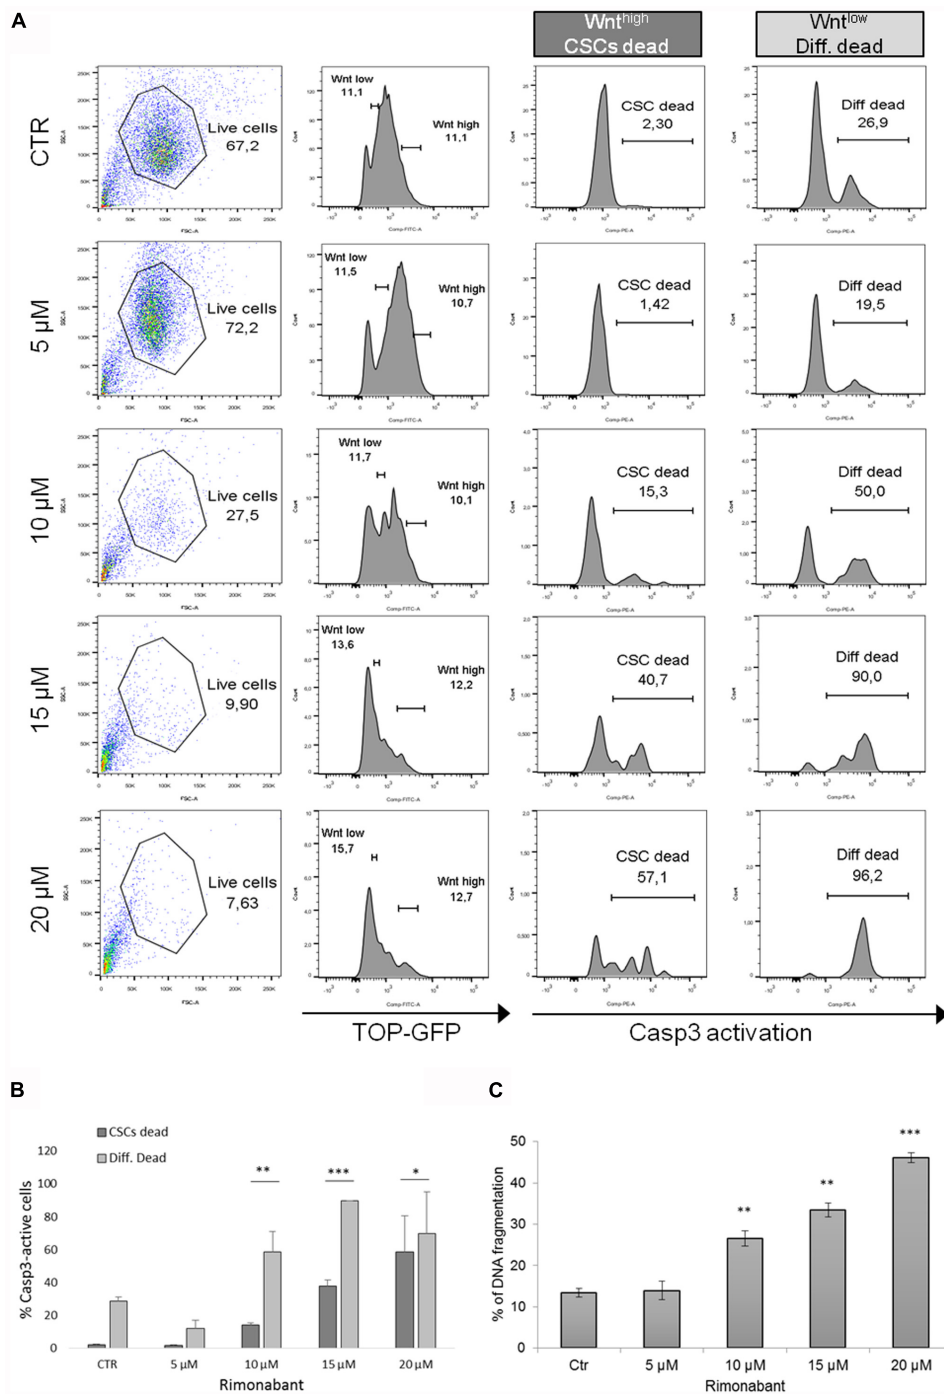 A
Wnt^high
CSCs dead
Wnt^low
Diff. dead
CTR
Live cells
67,2
Wnt low
11,1
Wnt high
11,1
CSC dead
2,30
Diff dead
26,9
5 µM
Live cells
72,2
Wnt low
11,5
Wnt high
10,7
CSC dead
1,42
Diff dead
19,5
10 µM
Live cells
27,5
Wnt low
11,7
Wnt high
10,1
CSC dead
15,3
Diff dead
50,0
15 µM
Live cells
9,90
Wnt low
13,6
Wnt high
12,2
CSC dead
40,7
Diff dead
90,0
20 µM
Live cells
7,63
Wnt low
15,7
Wnt high
12,7
CSC dead
57,1
Diff dead
96,2
SSC-A
FSC-A
Count
Comp-FITC-A
Comp-PE-A
TOP-GFP
Casp3 activation
B
CSCs dead
Diff. Dead
% Casp3-active cells
120
100
80
60
40
20
0
** *** *
CTR 5 µM 10 µM 15 µM 20 µM
Rimonabant
C
% of DNA fragmentation
50
40
30
20
10
0
** ** ***
Ctr 5 µM 10 µM 15 µM 20 µM
Rimonabant